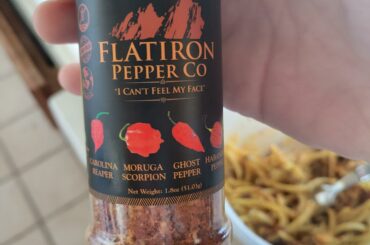 FLATIRON
PEPPER CO
"I CAN'T FEEL MY FACE"
CAROLINA MORUGA GHOST
REAPER SCORPION PEPPER
Net Weight: 1.8oz (51.03g)